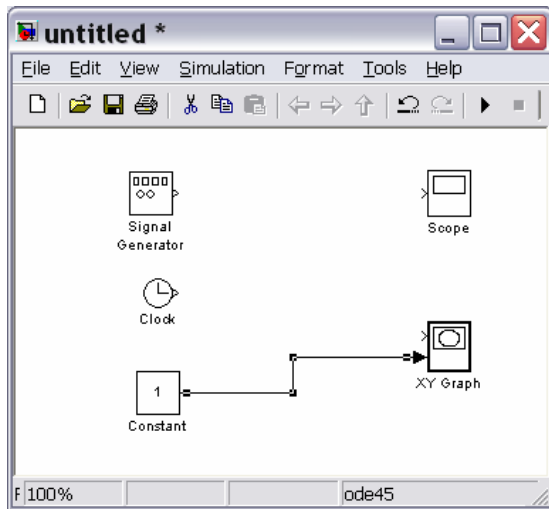 untitled *
File Edit View Simulation Format Tools Help
Signal
Generator
Scope
Clock
1
Constant
XY Graph
F 100% ode45